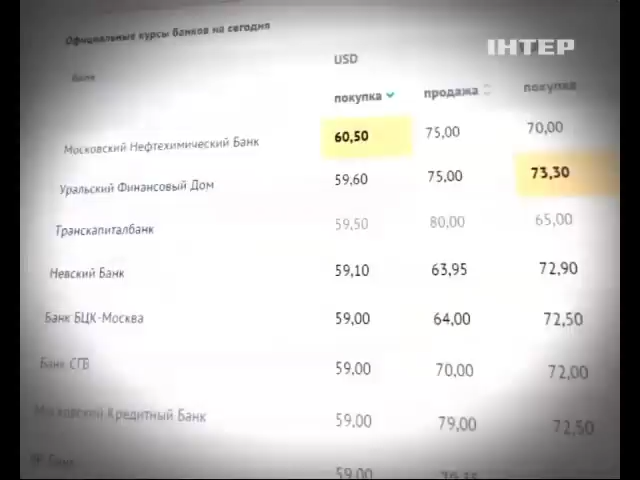 Официальные курсы банков на сегодня
ІНТЕР
Банк
USD
покупка продажа покупка
Московский Нефтехимический Банк 60,50 75,00 70,00
Уральский Финансовый Дом 59,60 75,00 73,30
Транскапиталбанк 59,50 80,00 65,00
Невский Банк 59,10 63,95 72,90
Банк БЦК-Москва 59,00 64,00 72,50
Банк СГБ 59,00 70,00 72,00
Московский Кредитный Банк 59,00 79,00 72,50
Банк 59,00